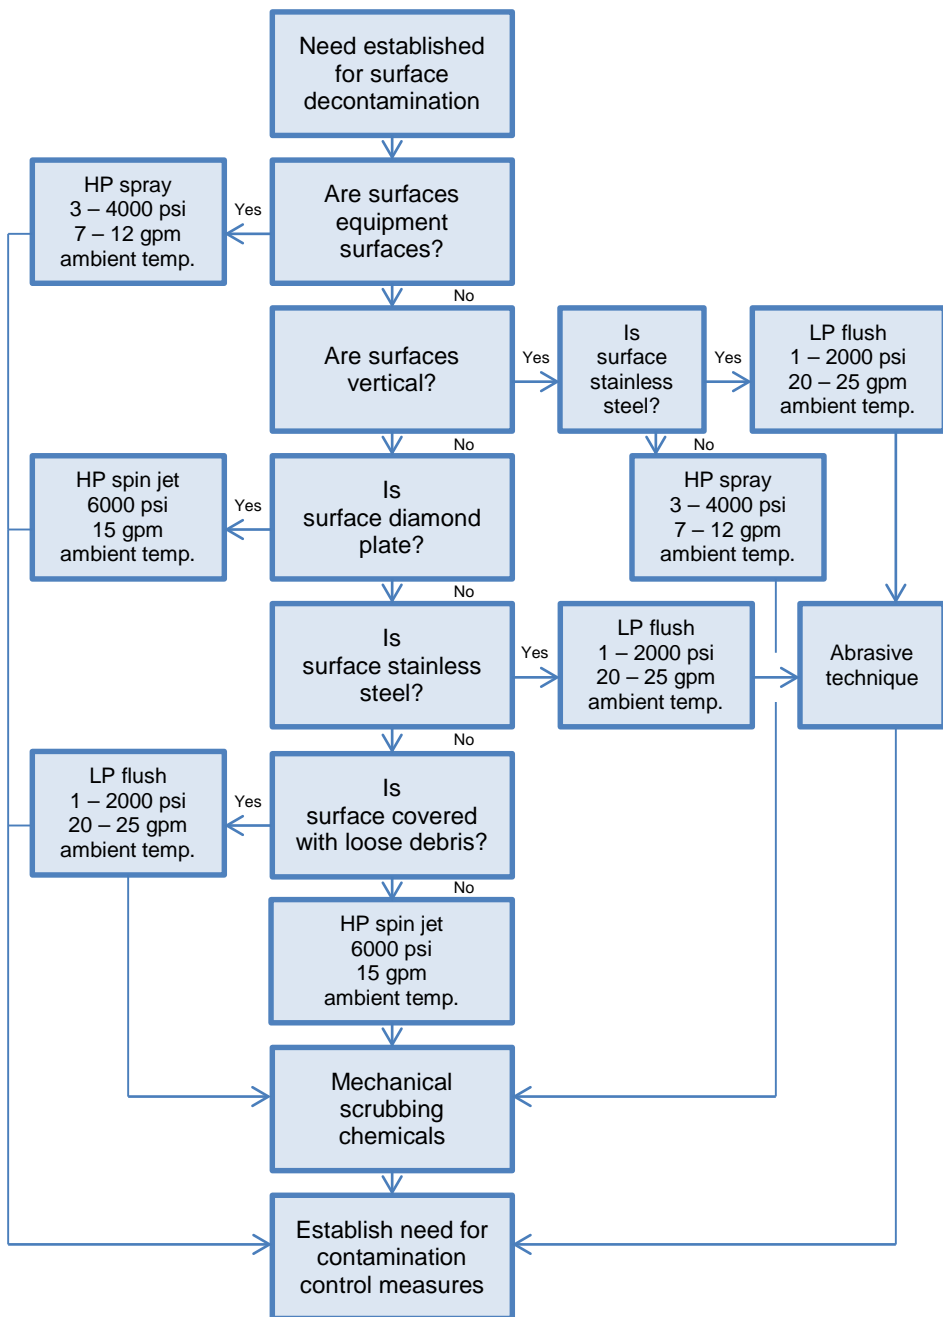 Need established
for surface
decontamination
HP spray
3 – 4000 psi
7 – 12 gpm
ambient temp.
Yes
Are surfaces
equipment
surfaces?
No
Are surfaces
vertical?
Yes
Is
surface
stainless
steel?
Yes
LP flush
1 – 2000 psi
20 – 25 gpm
ambient temp.
No
No
HP spin jet
6000 psi
15 gpm
ambient temp.
Yes
Is
surface diamond
plate?
HP spray
3 – 4000 psi
7 – 12 gpm
ambient temp.
No
Is
surface stainless
steel?
Yes
LP flush
1 – 2000 psi
20 – 25 gpm
ambient temp.
Abrasive
technique
No
LP flush
1 – 2000 psi
20 – 25 gpm
ambient temp.
Yes
Is
surface covered
with loose debris?
No
HP spin jet
6000 psi
15 gpm
ambient temp.
Mechanical
scrubbing
chemicals
Establish need for
contamination
control measures